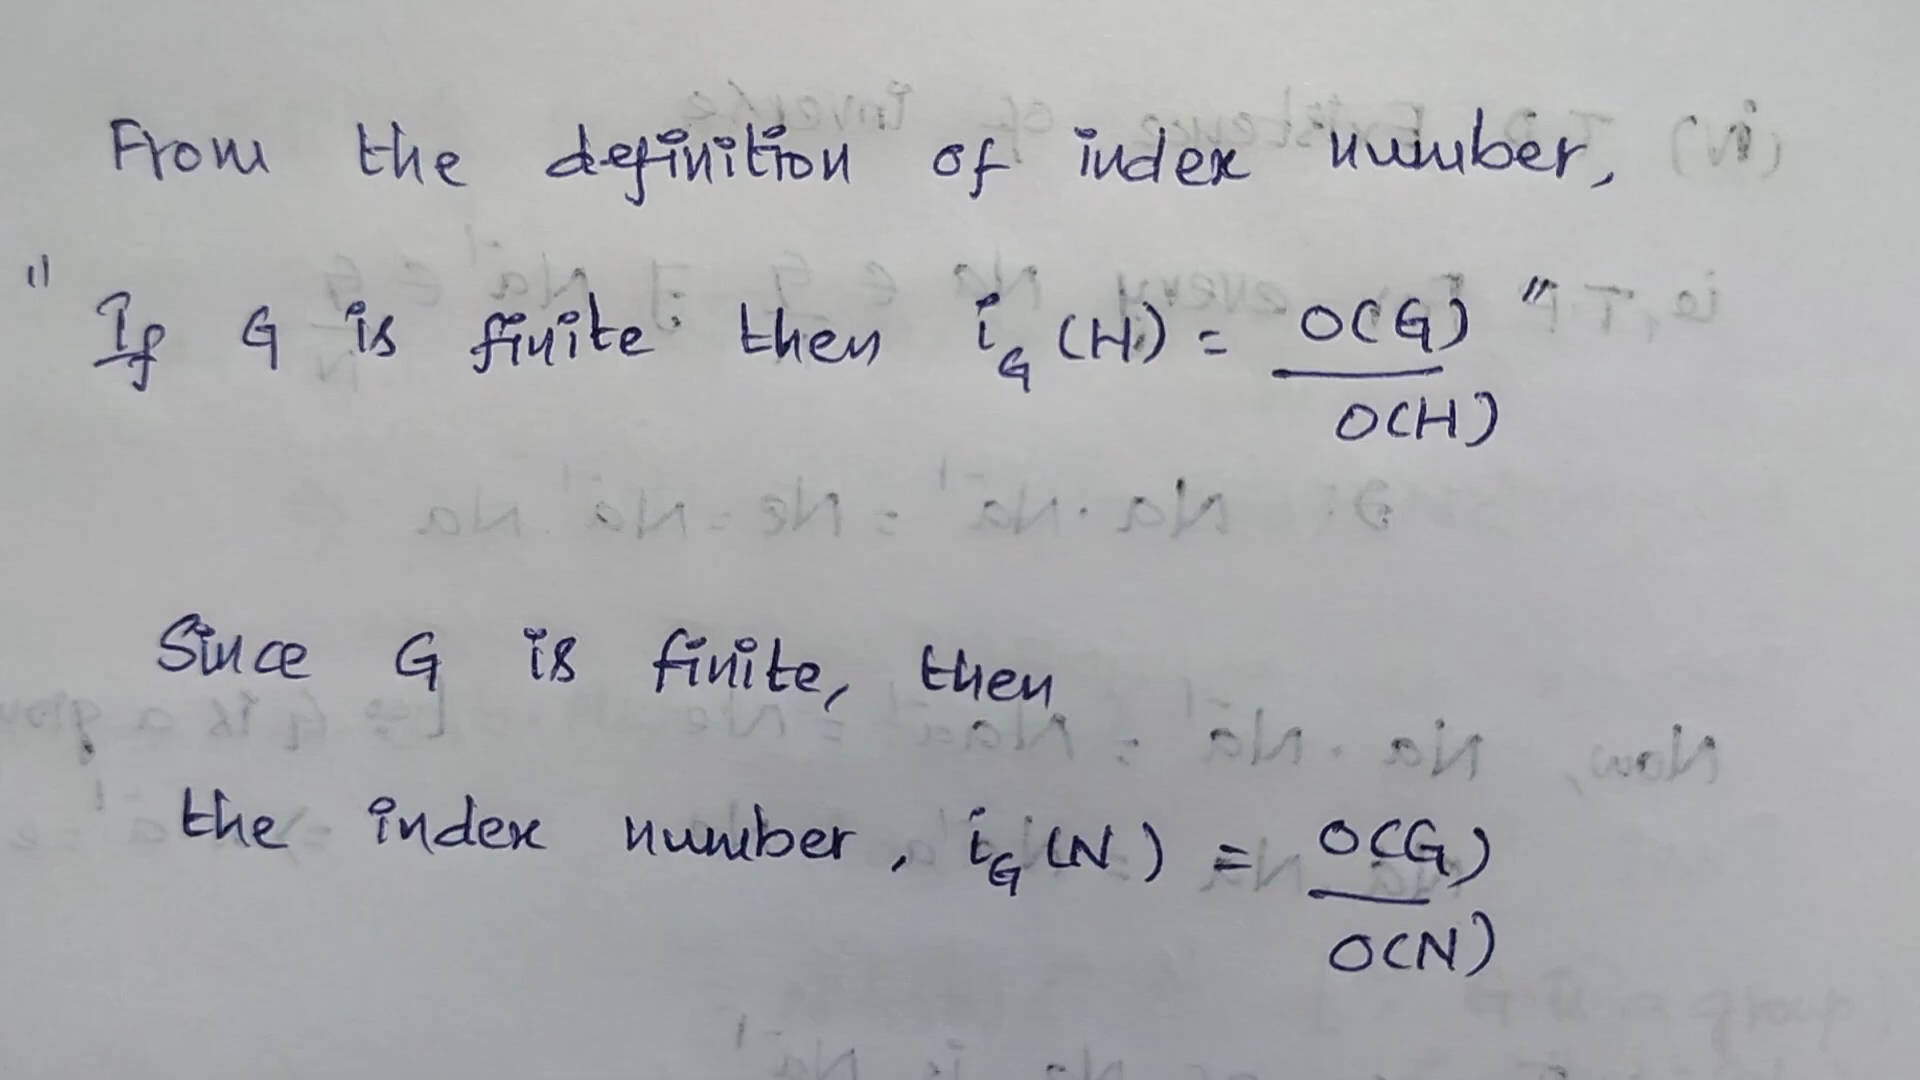 From the definition of index number,
"If G is finite then i_G (H) = O(G)/O(H) "
Since G is finite, then
the index number, i_G (N) = O(G)/O(N)